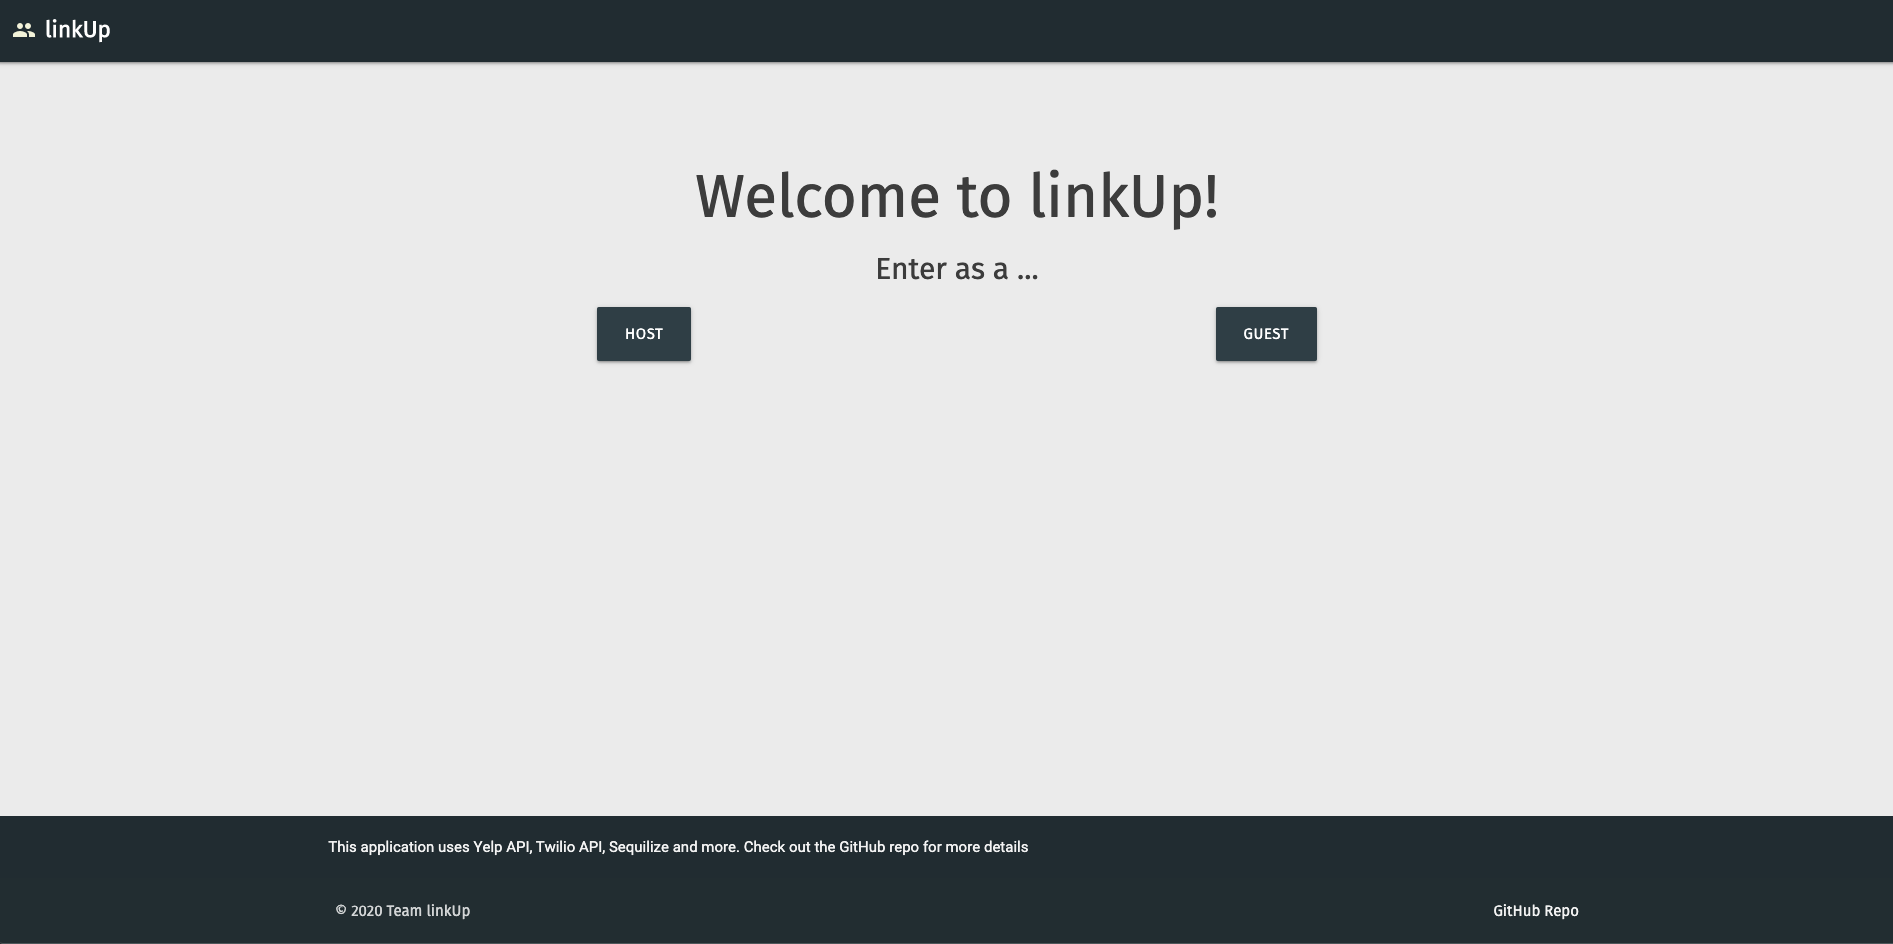 linkUp
Welcome to linkUp!
Enter as a ...
HOST
GUEST
This application uses Yelp API, Twilio API, Sequilize and more. Check out the GitHub repo for more details
© 2020 Team linkUp
GitHub Repo